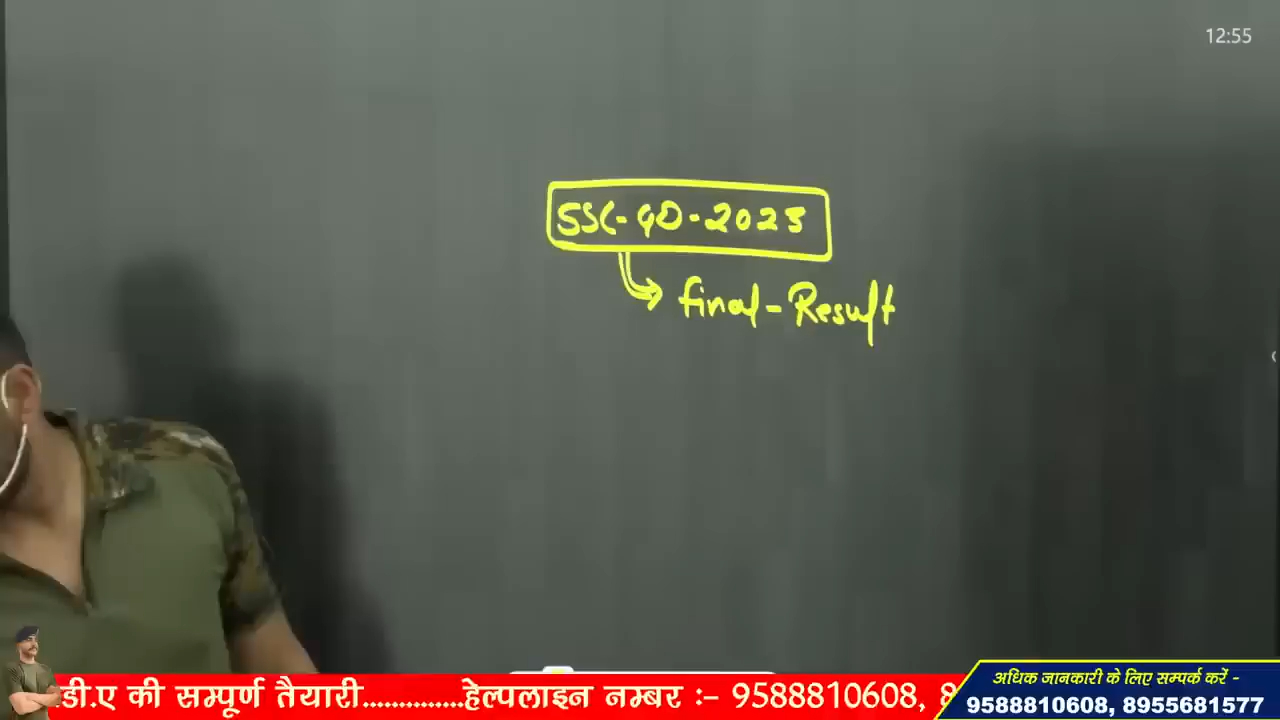 12:55
SSC-GD-2023
final-Result
डी.ए की सम्पूर्ण तैयारी..............हेल्पलाइन नम्बर :- 9588810608, 8
अधिक जानकारी के लिए सम्पर्क करें -
9588810608, 8955681577